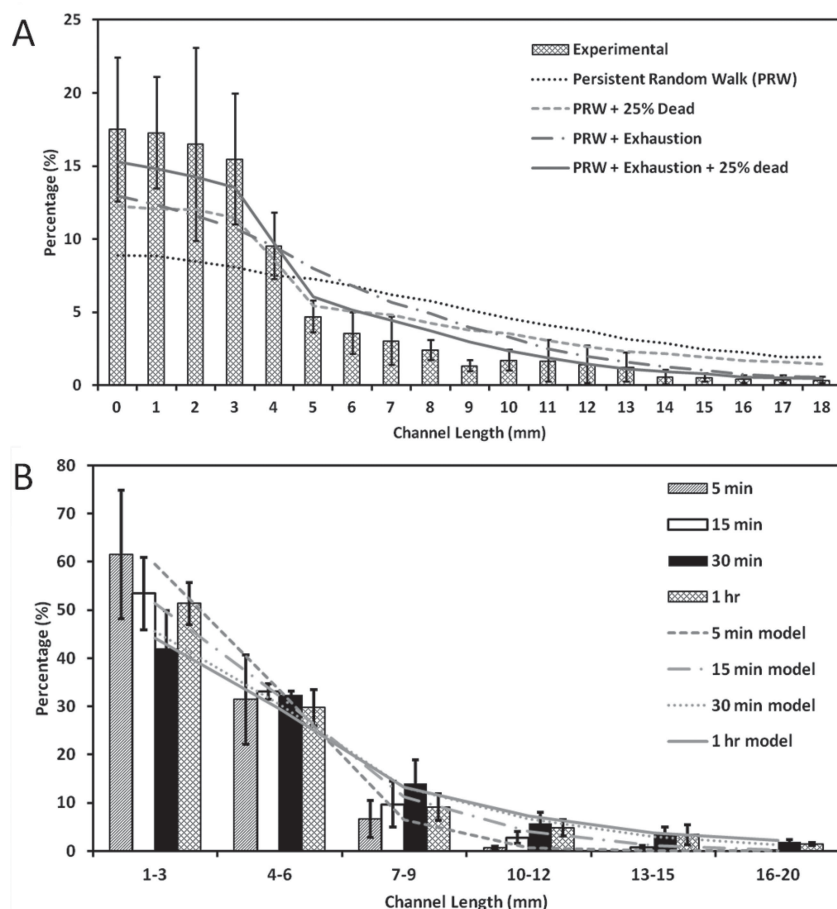 A
25
20
15
10
5
0
Percentage (%)
Experimental
Persistent Random Walk (PRW)
PRW + 25% Dead
PRW + Exhaustion
PRW + Exhaustion + 25% dead
0 1 2 3 4 5 6 7 8 9 10 11 12 13 14 15 16 17 18
Channel Length (mm)
B
80
70
60
50
40
30
20
10
0
Percentage (%)
5 min
15 min
30 min
1 hr
5 min model
15 min model
30 min model
1 hr model
1-3 4-6 7-9 10-12 13-15 16-20
Channel Length (mm)